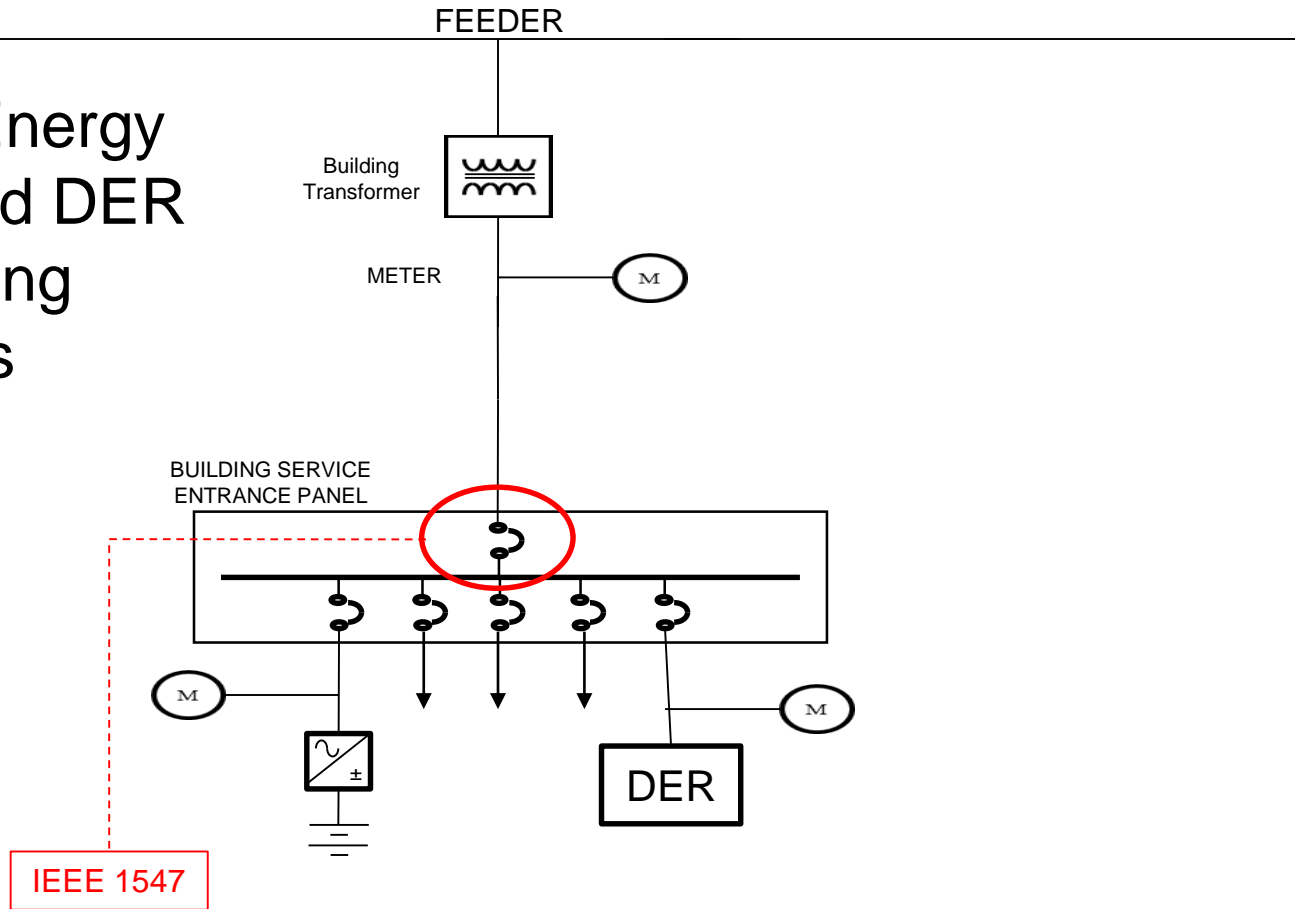 FEEDER
nergy
d DER
ng
s
Building
Transformer
METER
M
BUILDING SERVICE
ENTRANCE PANEL
M
M
±
DER
IEEE 1547